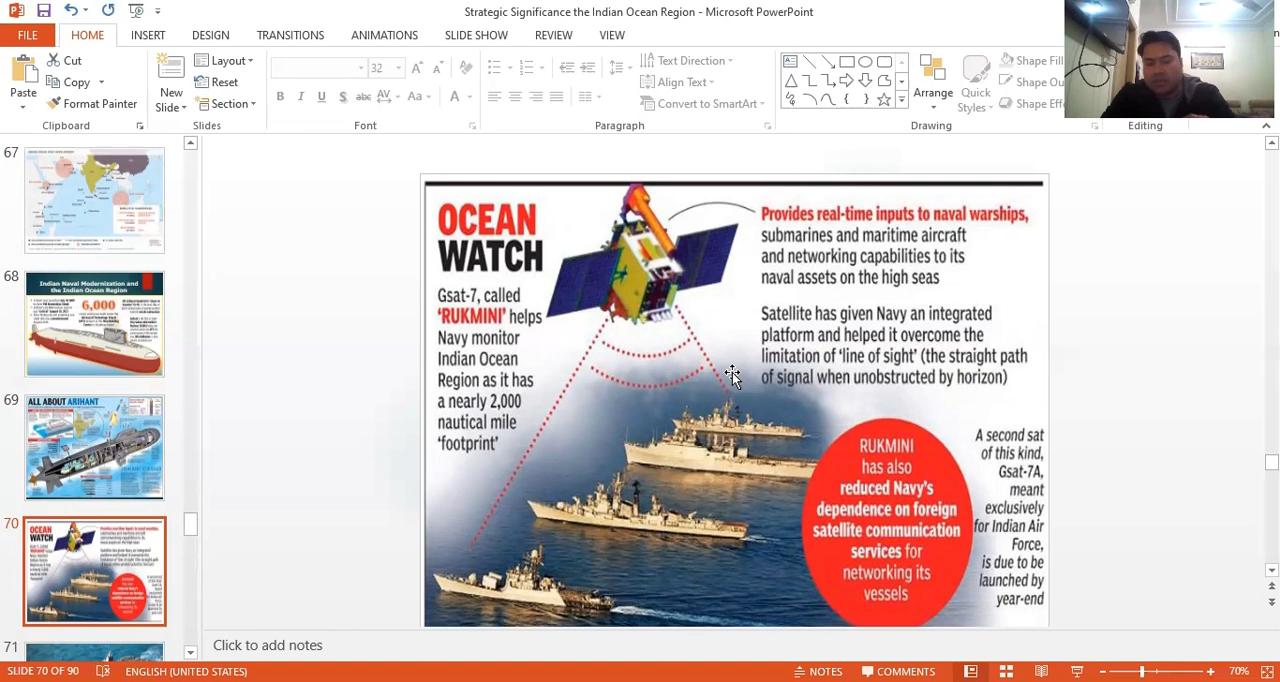 Strategic Significance the Indian Ocean Region - Microsoft PowerPoint
FILE HOME INSERT DESIGN TRANSITIONS ANIMATIONS SLIDE SHOW REVIEW VIEW
Cut
Copy
Format Painter
Paste
Clipboard
New
Slide
Layout
Reset
Section
Slides
32
Font
Paragraph
Text Direction
Align Text
Convert to SmartArt
Arrange
Quick
Styles
Drawing
Shape Fill
Shape Ou
Shape Effe
Editing
67
68
Indian Naval Modernization and
the Indian Ocean Region
6,000
69
ALL ABOUT ARIHANT
70
71
OCEAN
WATCH
Gsat-7, called
‘RUKMINI’ helps
Navy monitor
Indian Ocean
Region as it has
a nearly 2,000
nautical mile
‘footprint’
Provides real-time inputs to naval warships,
submarines and maritime aircraft
and networking capabilities to its
naval assets on the high seas
Satellite has given Navy an integrated
platform and helped it overcome the
limitation of ‘line of sight’ (the straight path
of signal when unobstructed by horizon)
RUKMINI
has also
reduced Navy’s
dependence on foreign
satellite communication
services for
networking its
vessels
A second sat
of this kind,
Gsat-7A,
meant
exclusively
for Indian Air
Force,
is due to be
launched by
year-end
Click to add notes
SLIDE 70 OF 90 ENGLISH (UNITED STATES) NOTES COMMENTS 70%